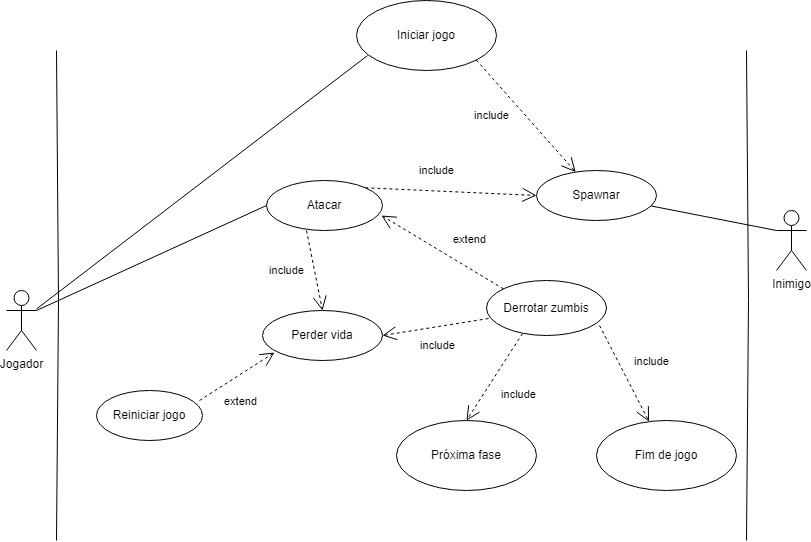 Iniciar jogo
include
include
Atacar
Spawnar
extend
include
Inimigo
Derrotar zumbis
Perder vida
include
Jogador
include
include
extend
Reiniciar jogo
Próxima fase
Fim de jogo